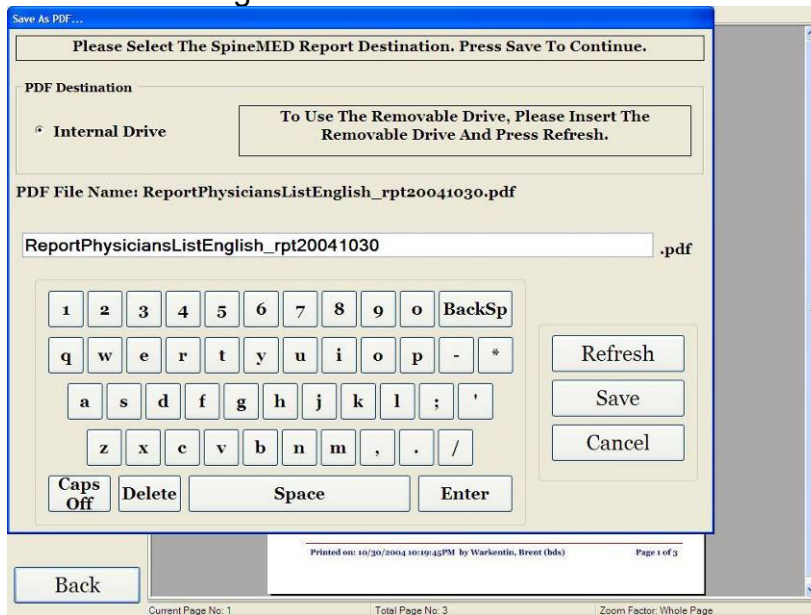 Save As PDF...
Please Select The SpineMED Report Destination. Press Save To Continue.
PDF Destination
Internal Drive
To Use The Removable Drive, Please Insert The
Removable Drive And Press Refresh.
PDF File Name: ReportPhysiciansListEnglish_rpt20041030.pdf
ReportPhysiciansListEnglish_rpt20041030 .pdf
1 2 3 4 5 6 7 8 9 0 BackSp
q w e r t y u i o p - *
a s d f g h j k l ; '
z x c v b n m , . /
Caps
Off Delete Space Enter
Refresh
Save
Cancel
Printed on: 10/30/2004 10:19:45PM by Warkentin, Brent (bds) Page 1 of 3
Back
Current Page No: 1 Total Page No: 3 Zoom Factor: Whole Page